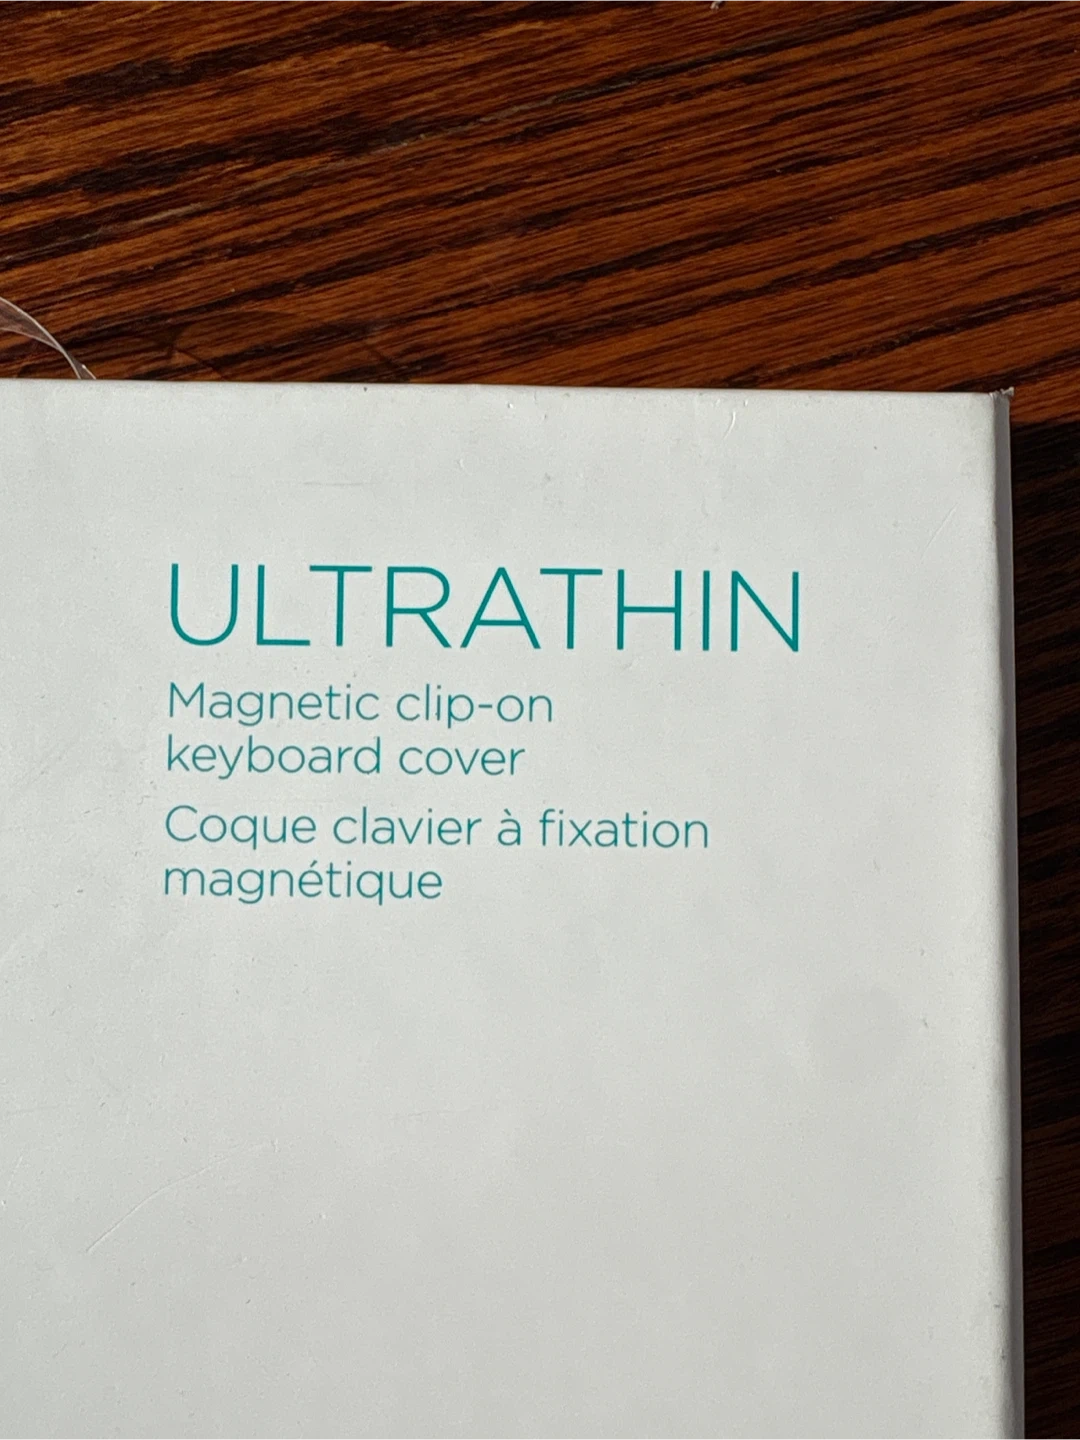 ULTRATHIN
Magnetic clip-on
keyboard cover
Coque clavier à fixation
magnétique